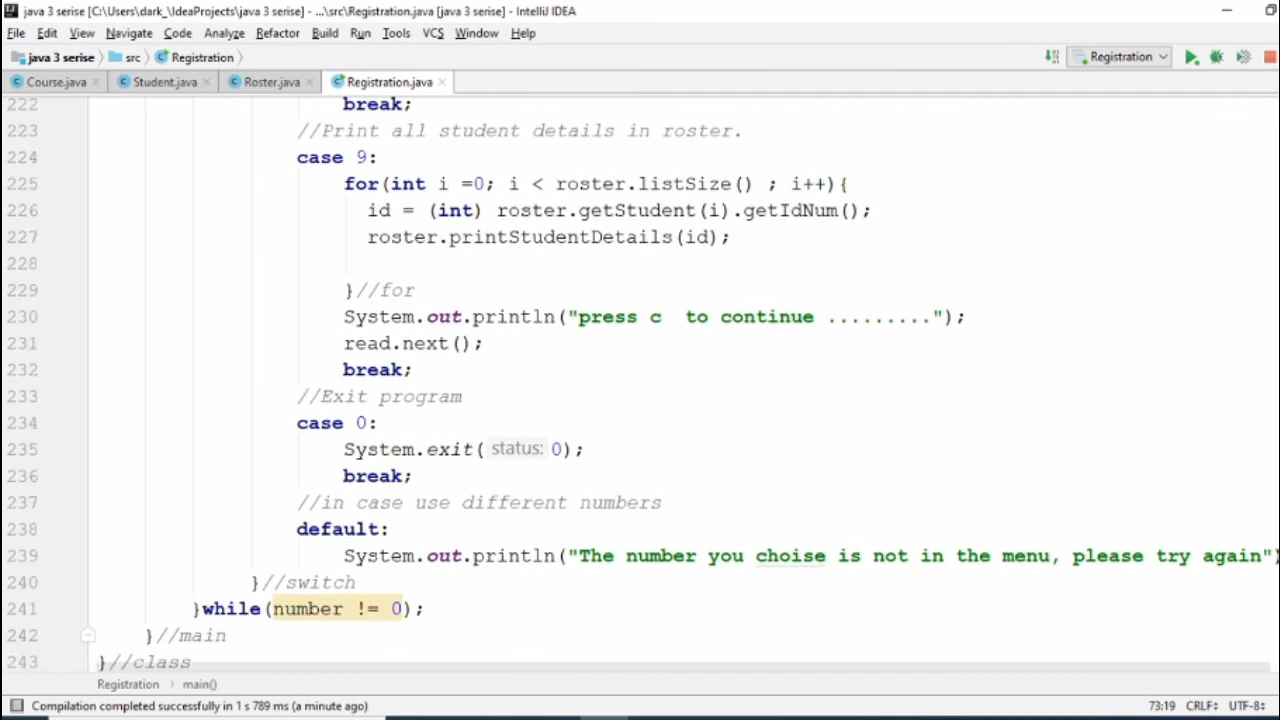 java 3 serise [C:\Users\dark_\IdeaProjects\java 3 serise] - ...\src\Registration.java [java 3 serise] - IntelliJ IDEA
File Edit View Navigate Code Analyze Refactor Build Run Tools VCS Window Help
java 3 serise src Registration Registration
Course.java Student.java Roster.java Registration.java
222 break;
223 //Print all student details in roster.
224 case 9:
225 for(int i =0; i < roster.listSize() ; i++){
226 id = (int) roster.getStudent(i).getIdNum();
227 roster.printStudentDetails(id);
228
229 }//for
230 System.out.println("press c  to continue .........");
231 read.next();
232 break;
233 //Exit program
234 case 0:
235 System.exit( status: 0);
236 break;
237 //in case use different numbers
238 default:
239 System.out.println("The number you choise is not in the menu, please try again")
240 }//switch
241 }while(number != 0);
242 }//main
243 }//class
Registration main()
Compilation completed successfully in 1 s 789 ms (a minute ago) 73:19 CRLF UTF-8